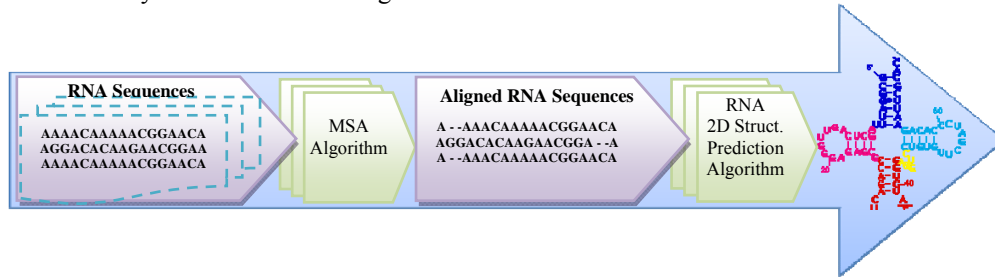 RNA Sequences
AAAACAAAAACGGAACA
AGGACACAAGAACGGAA
AAAACAAAAACGGAACA
MSA
Algorithm
Aligned RNA Sequences
A - -AAACAAAAACGGAACA
AGGACACAAGAACGGA - -A
A - -AAACAAAAACGGAACA
RNA
2D Struct.
Prediction
Algorithm